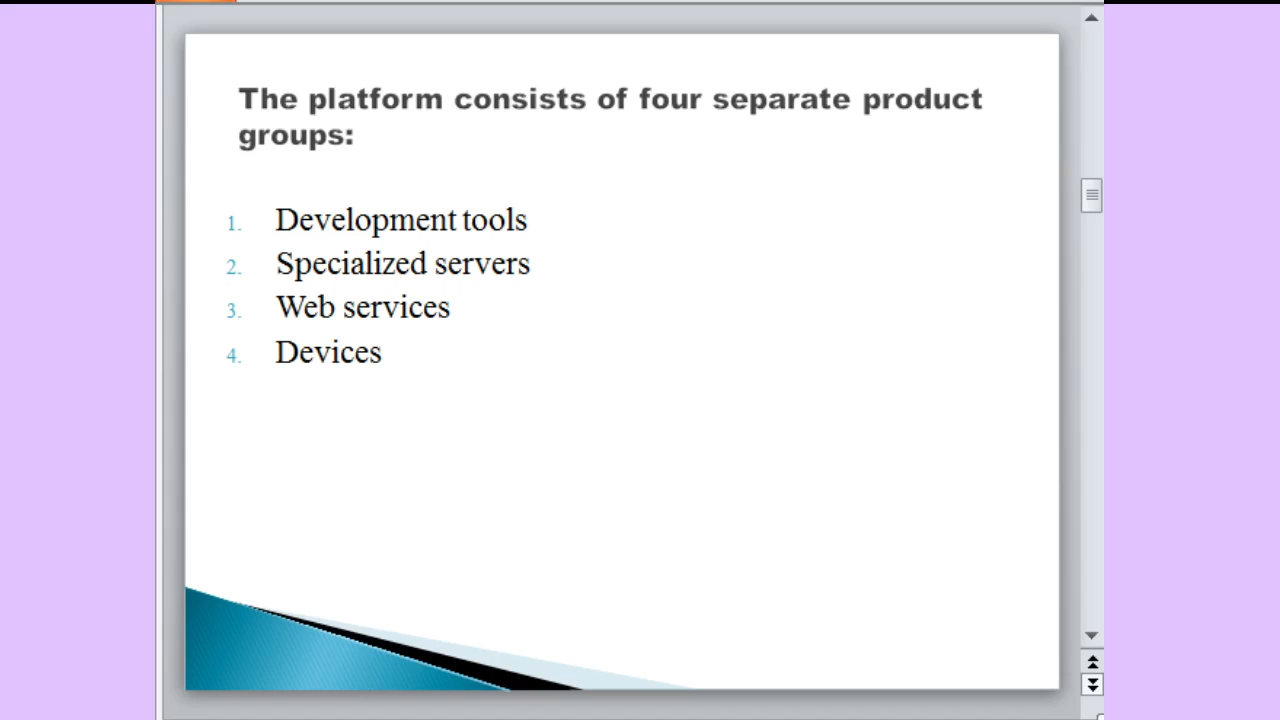 The platform consists of four separate product
groups:
1. Development tools
2. Specialized servers
3. Web services
4. Devices